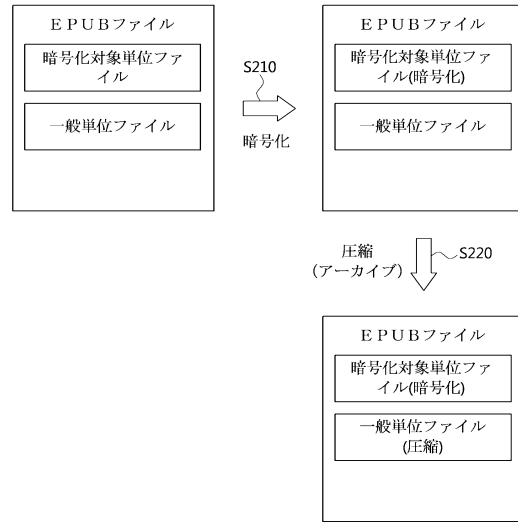 ＥＰＵＢファイル
暗号化対象単位ファ
イル
一般単位ファイル
S210
暗号化
ＥＰＵＢファイル
暗号化対象単位ファ
イル(暗号化)
一般単位ファイル
圧縮
（アーカイブ）
S220
ＥＰＵＢファイル
暗号化対象単位ファ
イル(暗号化)
一般単位ファイル
(圧縮)